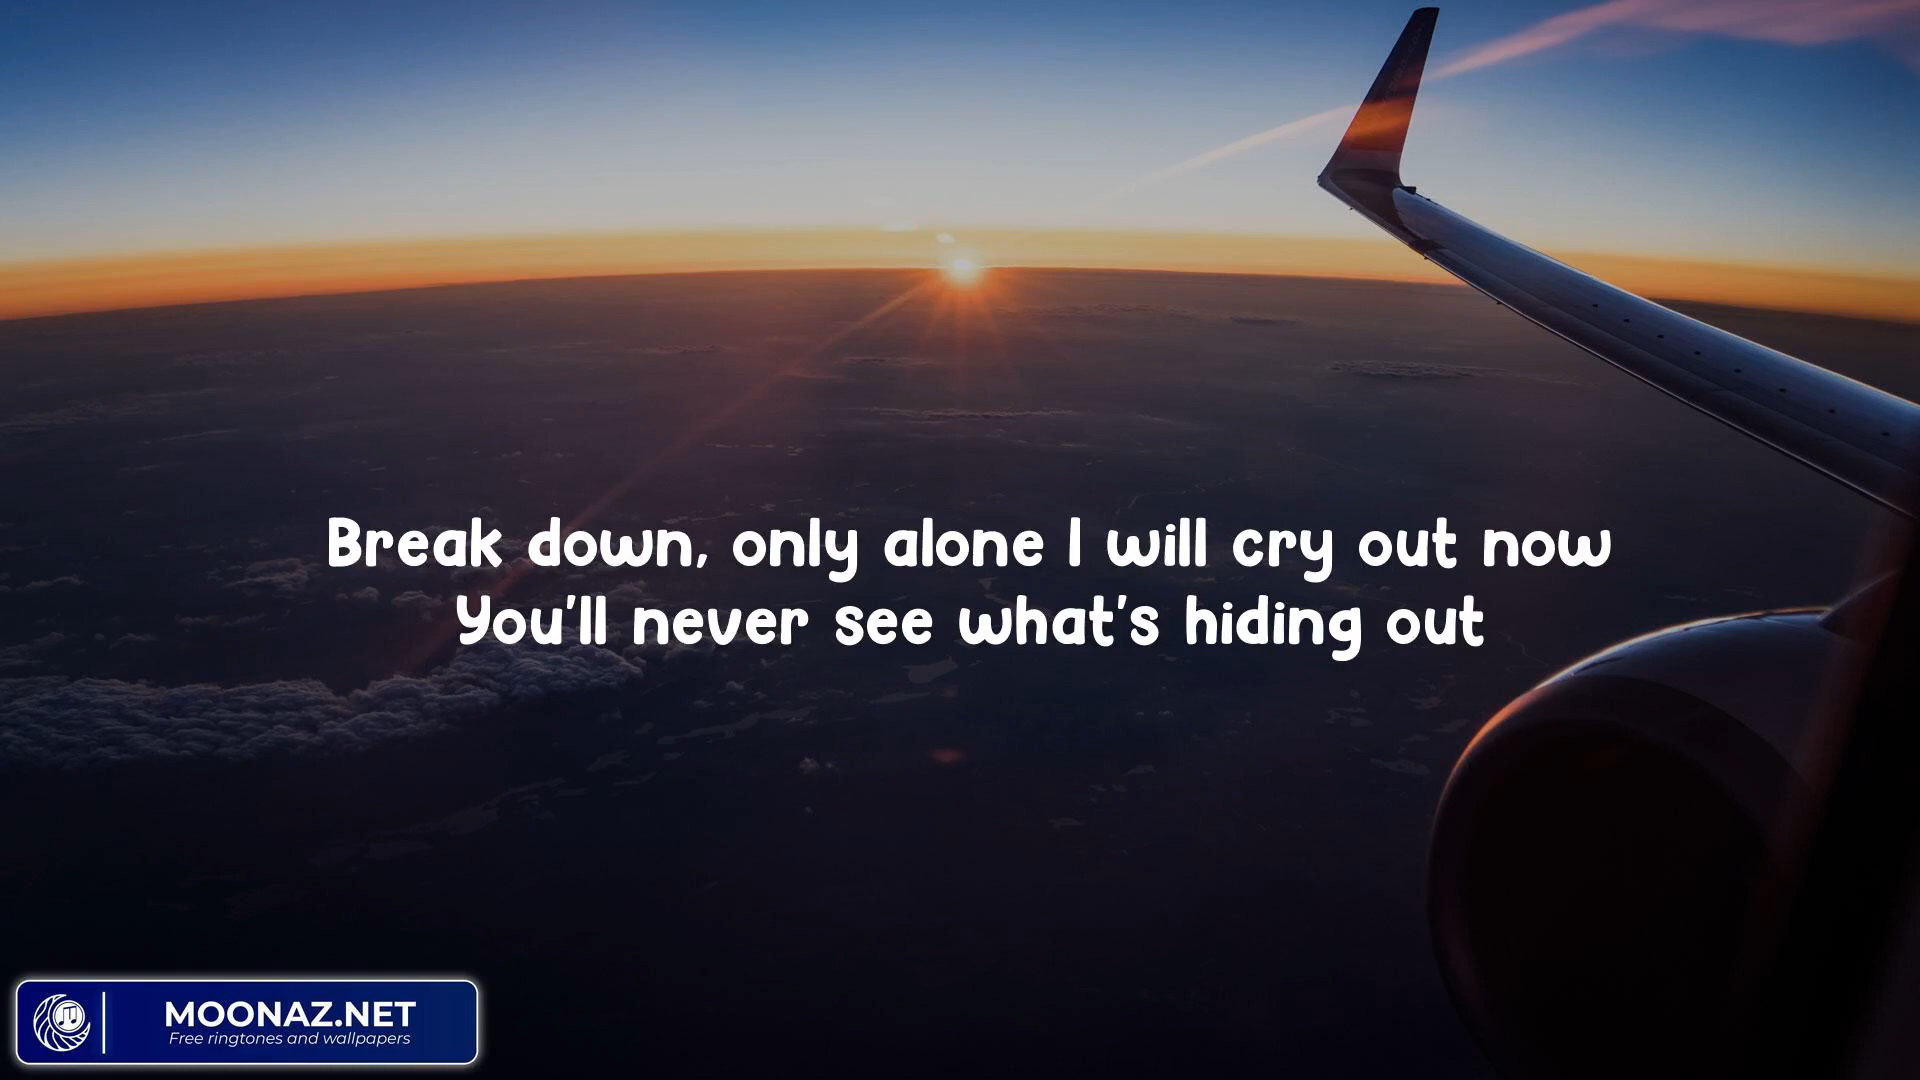 Break down, only alone I will cry out now
You'll never see what's hiding out
MOONAZ.NET
Free ringtones and wallpapers